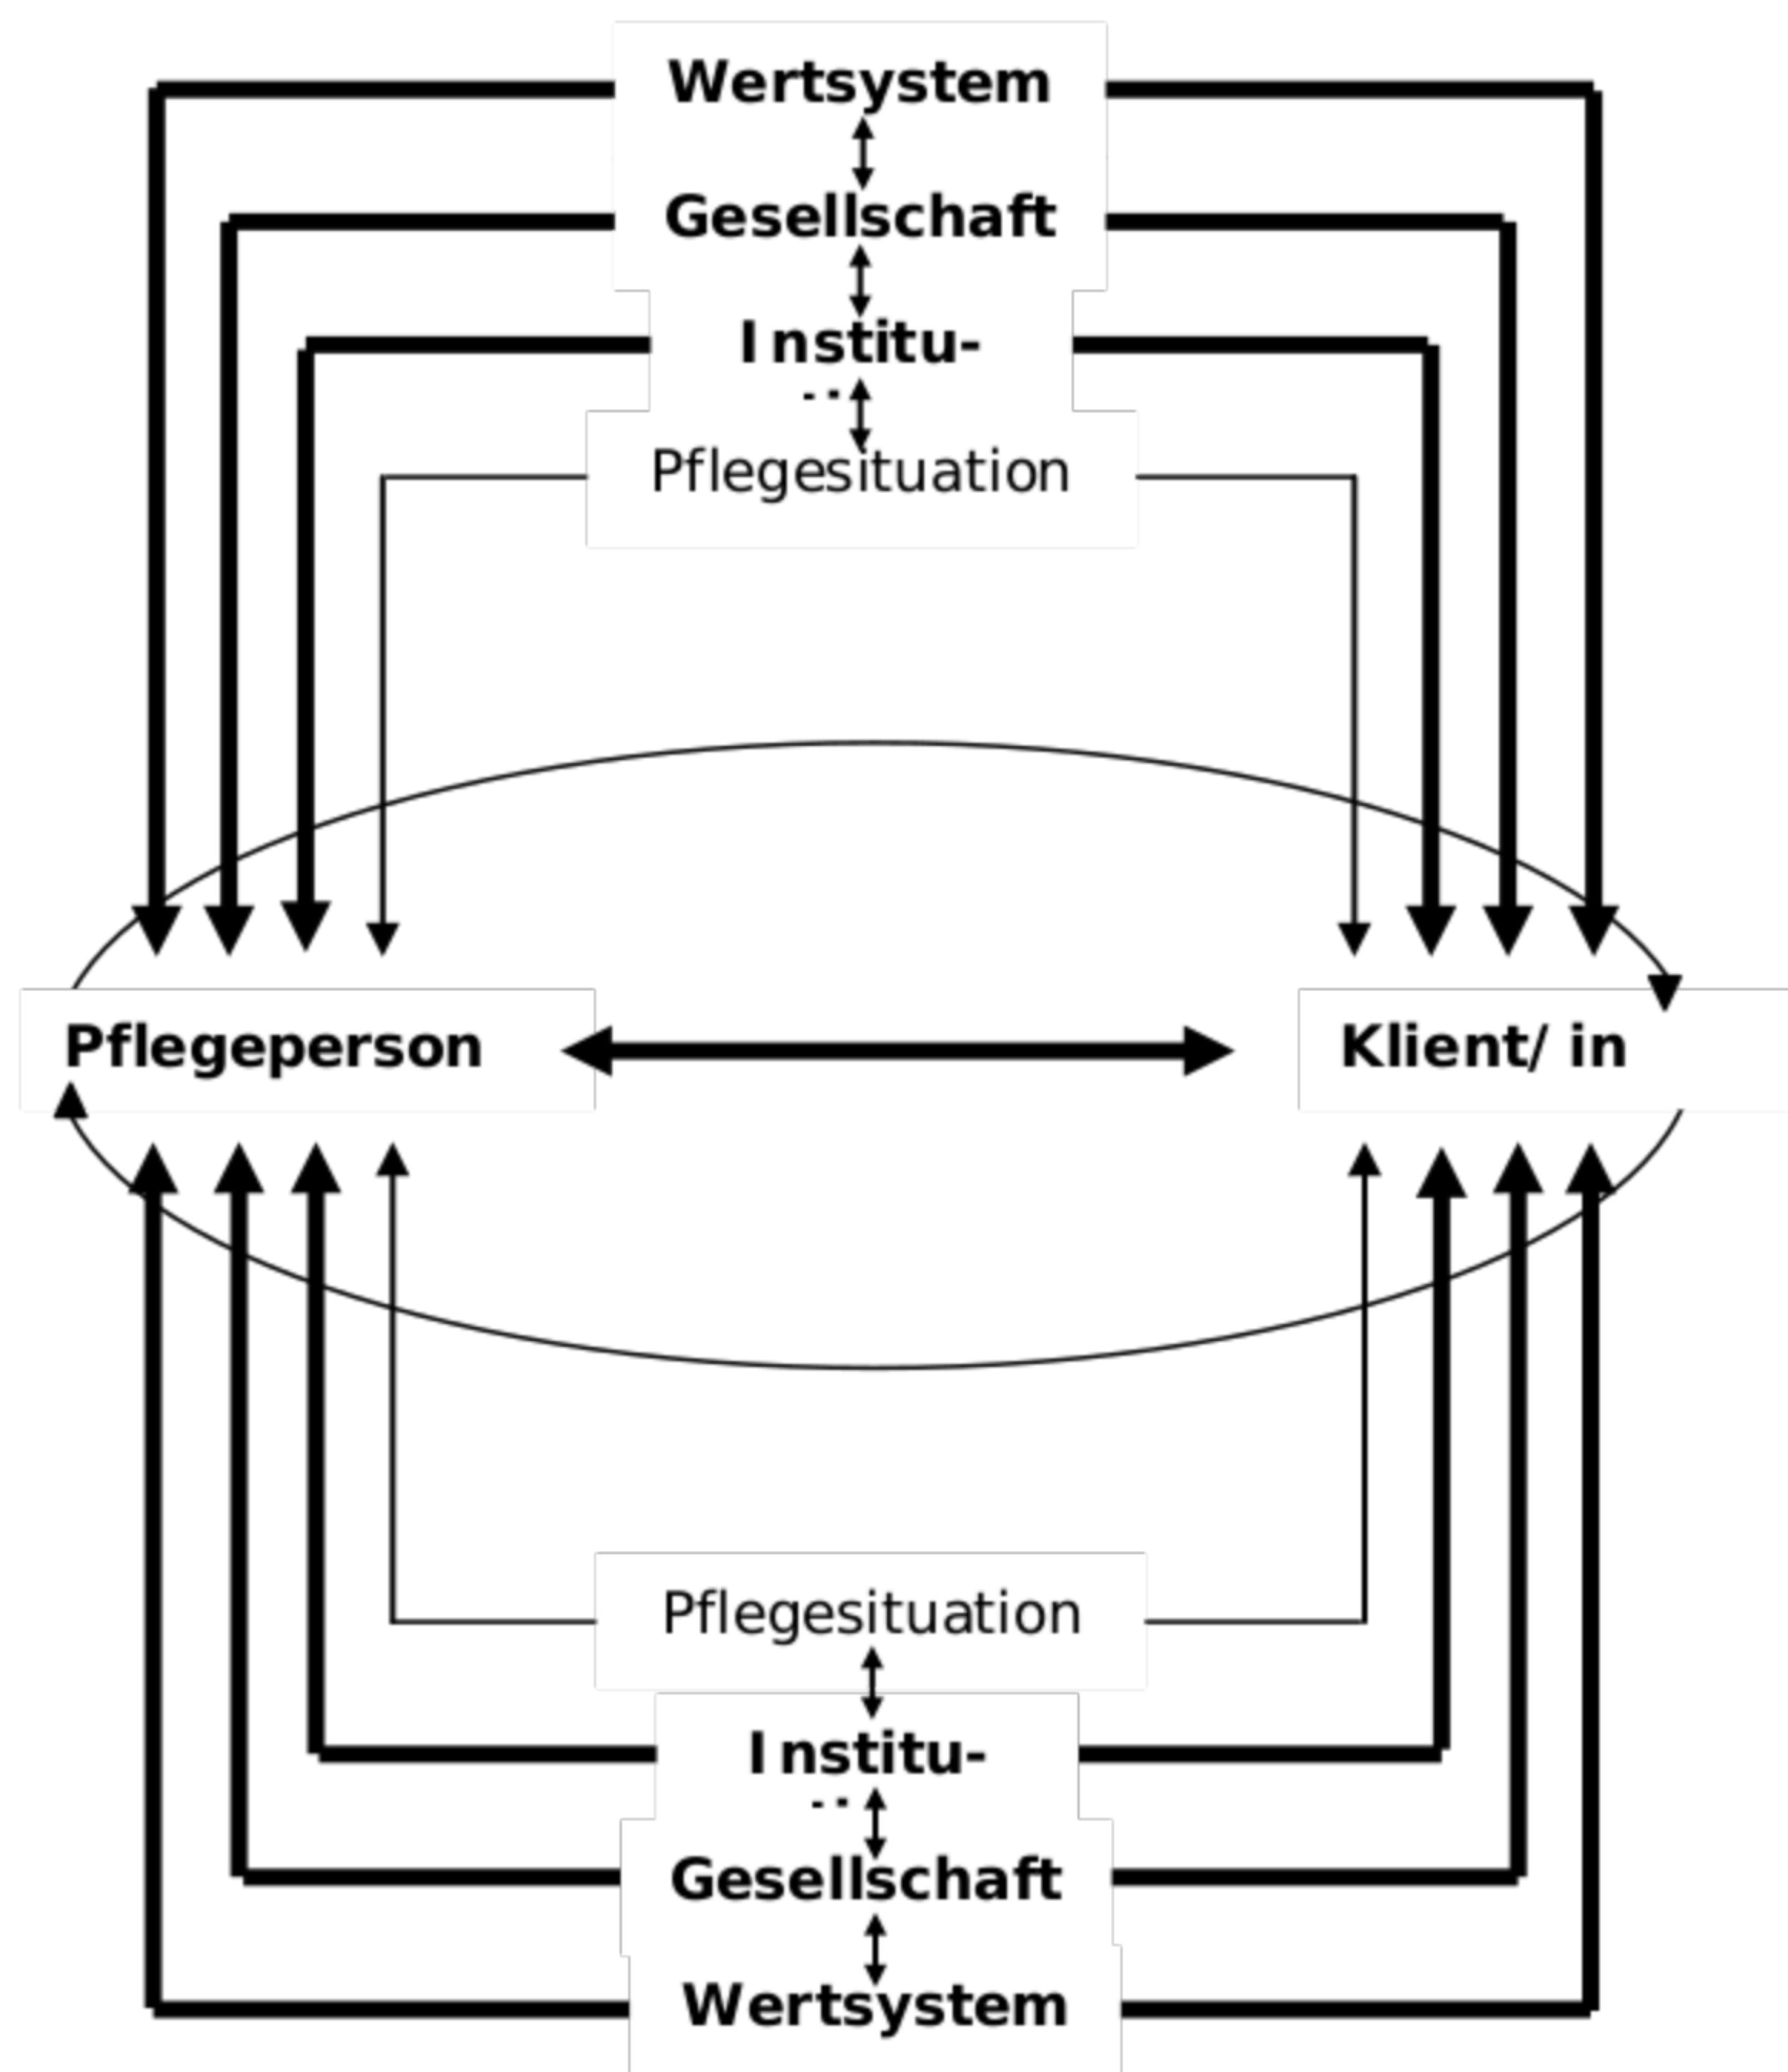 Wertsystem
Gesellschaft
Institu-
Pflegesituation
Pflegeperson
Klient/ in
Pflegesituation
Institu-
Gesellschaft
Wertsystem